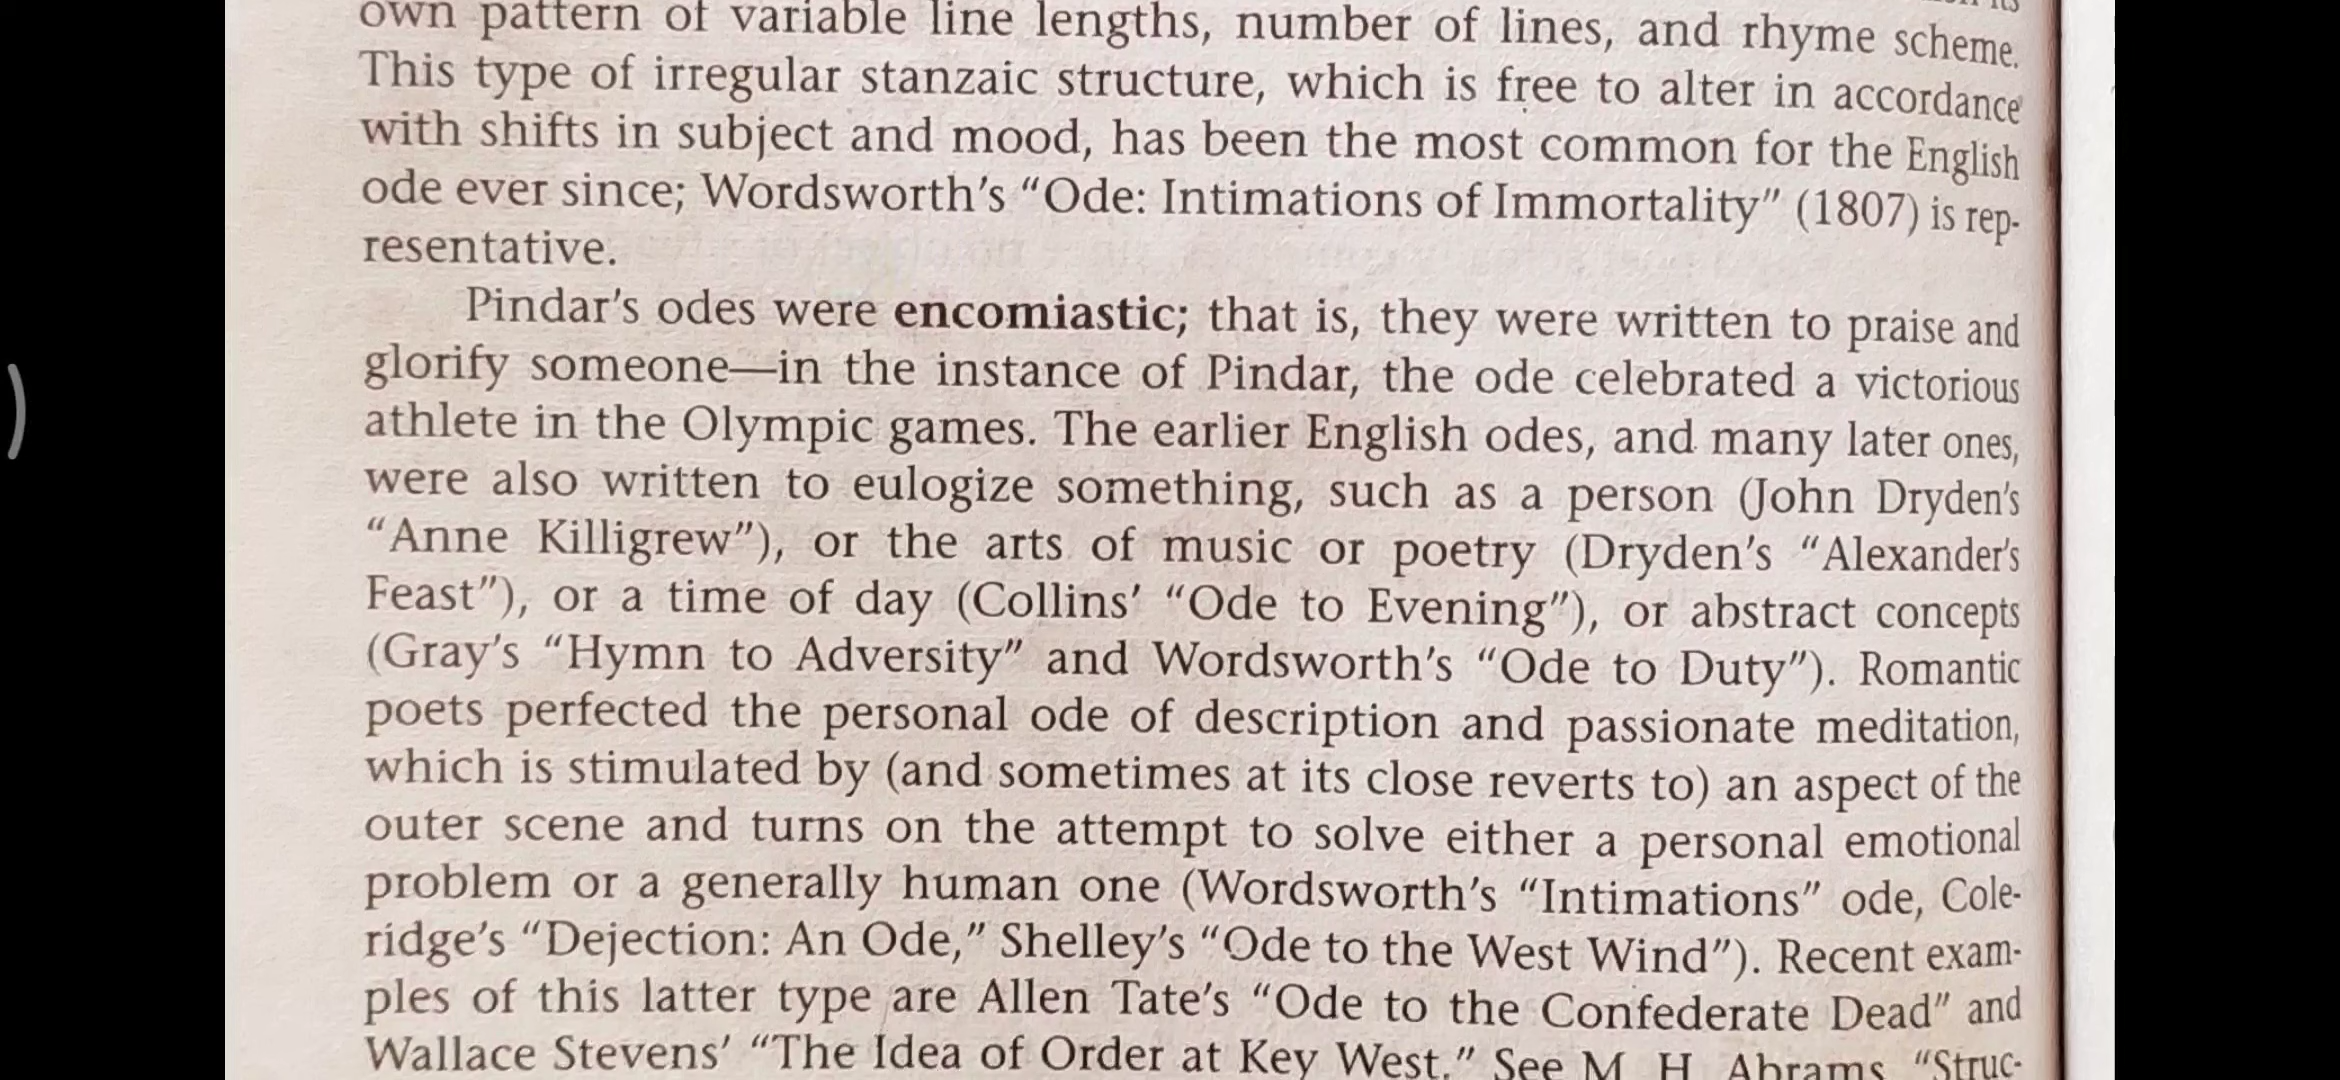 own pattern of variable line lengths, number of lines, and rhyme scheme.
This type of irregular stanzaic structure, which is free to alter in accordance
with shifts in subject and mood, has been the most common for the English
ode ever since; Wordsworth’s “Ode: Intimations of Immortality” (1807) is rep-
resentative.
Pindar’s odes were encomiastic; that is, they were written to praise and
glorify someone—in the instance of Pindar, the ode celebrated a victorious
athlete in the Olympic games. The earlier English odes, and many later ones,
were also written to eulogize something, such as a person (John Dryden’s
“Anne Killigrew”), or the arts of music or poetry (Dryden’s “Alexander’s
Feast”), or a time of day (Collins’ “Ode to Evening”), or abstract concepts
(Gray’s “Hymn to Adversity” and Wordsworth’s “Ode to Duty”). Romantic
poets perfected the personal ode of description and passionate meditation,
which is stimulated by (and sometimes at its close reverts to) an aspect of the
outer scene and turns on the attempt to solve either a personal emotional
problem or a generally human one (Wordsworth’s “Intimations” ode, Cole-
ridge’s “Dejection: An Ode,” Shelley’s “Ode to the West Wind”). Recent exam-
ples of this latter type are Allen Tate’s “Ode to the Confederate Dead” and
Wallace Stevens’ “The Idea of Order at Key West.” See M. H. Abrams, “Struc-